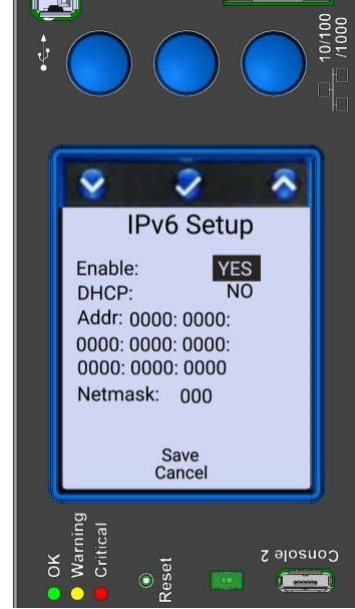 10/100
/1000
IPv6 Setup
Enable: YES
DHCP: NO
Addr: 0000: 0000:
0000: 0000: 0000:
0000: 0000: 0000
Netmask: 000
Save
Cancel
OK
Warning
Critical
Reset
Console 2